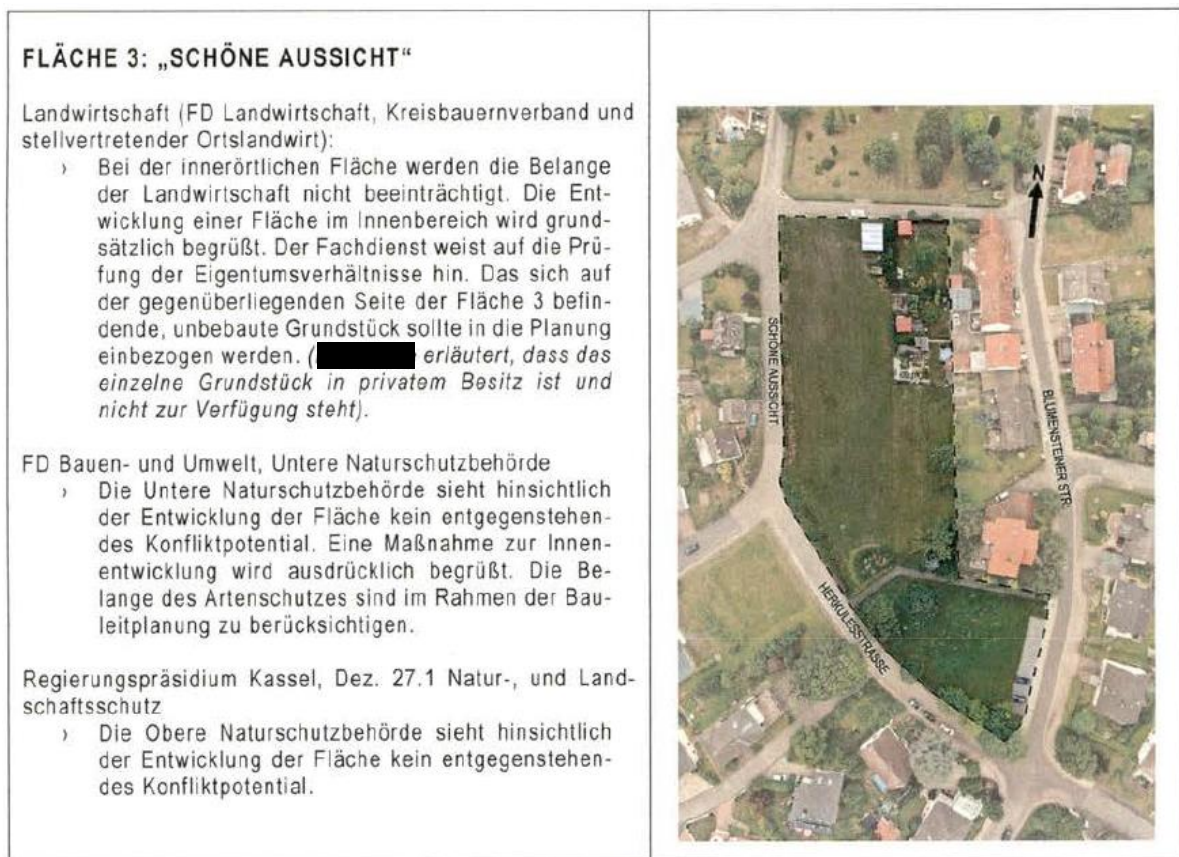 FLÄCHE 3: „SCHÖNE AUSSICHT“
Landwirtschaft (FD Landwirtschaft, Kreisbauernverband und
stellvertretender Ortslandwirt):
› Bei der innerörtlichen Fläche werden die Belange
der Landwirtschaft nicht beeinträchtigt. Die Ent-
wicklung einer Fläche im Innenbereich wird grund-
sätzlich begrüßt. Der Fachdienst weist auf die Prü-
fung der Eigentumsverhältnisse hin. Das sich auf
der gegenüberliegenden Seite der Fläche 3 befin-
dende, unbebaute Grundstück sollte in die Planung
einbezogen werden. ( erläutert, dass das
einzelne Grundstück in privatem Besitz ist und
nicht zur Verfügung steht).
FD Bauen- und Umwelt, Untere Naturschutzbehörde
› Die Untere Naturschutzbehörde sieht hinsichtlich
der Entwicklung der Fläche kein entgegenstehen-
des Konfliktpotential. Eine Maßnahme zur Innen-
entwicklung wird ausdrücklich begrüßt. Die Be-
lange des Artenschutzes sind im Rahmen der Bau-
leitplanung zu berücksichtigen.
Regierungspräsidium Kassel, Dez. 27.1 Natur-, und Land-
schaftsschutz
› Die Obere Naturschutzbehörde sieht hinsichtlich
der Entwicklung der Fläche kein entgegenstehen-
des Konfliktpotential.
N
SCHÖNE AUSSICHT
BLUMENSTEINER STR.
HERKULESSTRASSE